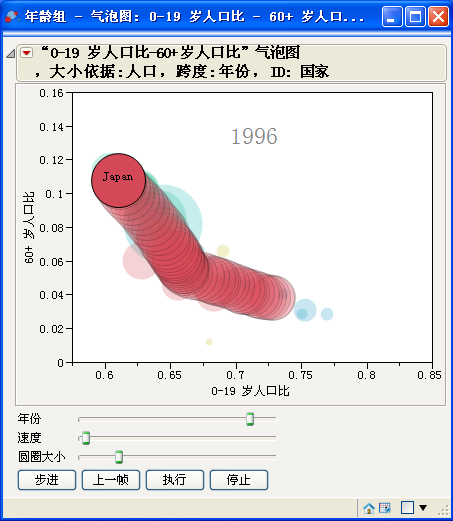 年龄组 - 气泡图: 0-19 岁人口比 - 60+ 岁人口...
“0-19 岁人口比-60+岁人口比”气泡图
，大小依据:人口，跨度:年份，ID: 国家
0.16
0.14
0.12
0.1
0.08
0.06
0.04
0.02
0
60+ 岁人口比
1996
Japan
0.6 0.65 0.7 0.75 0.8 0.85
0-19 岁人口比
年份
速度
圆圈大小
步进 上一帧 执行 停止